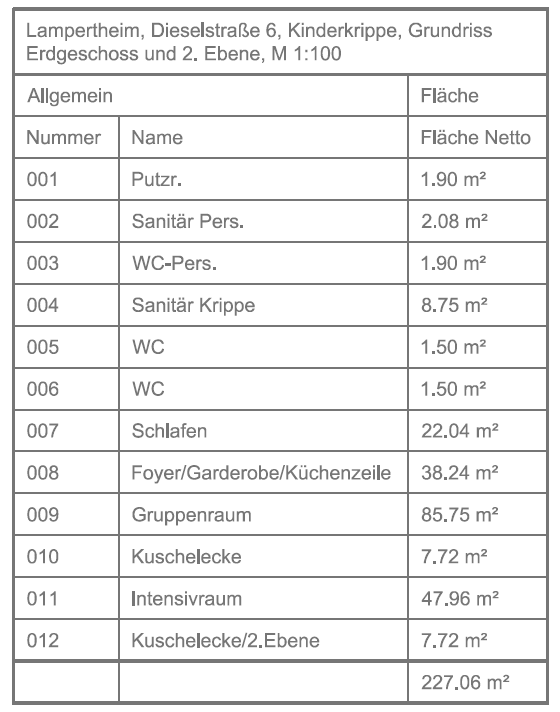 Lampertheim, Dieselstraße 6, Kinderkrippe, Grundriss
Erdgeschoss und 2. Ebene, M 1:100
Allgemein Fläche
Nummer Name Fläche Netto
001 Putzr. 1.90 m²
002 Sanitär Pers. 2.08 m²
003 WC-Pers. 1.90 m²
004 Sanitär Krippe 8.75 m²
005 WC 1.50 m²
006 WC 1.50 m²
007 Schlafen 22.04 m²
008 Foyer/Garderobe/Küchenzeile 38.24 m²
009 Gruppenraum 85.75 m²
010 Kuschelecke 7.72 m²
011 Intensivraum 47.96 m²
012 Kuschelecke/2.Ebene 7.72 m²
227.06 m²